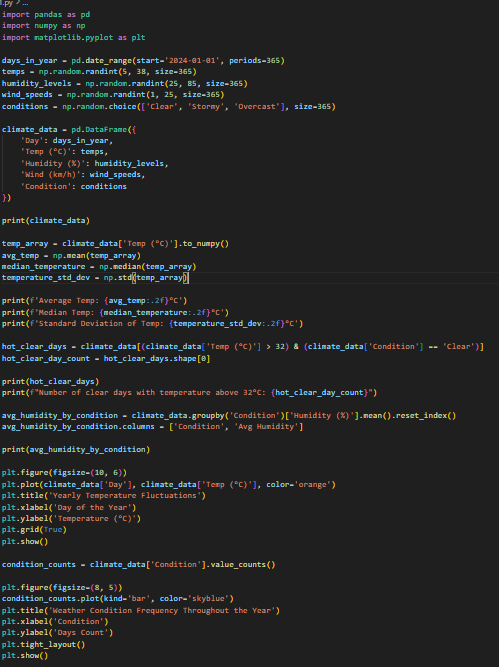 l.py > ...
import pandas as pd
import numpy as np
import matplotlib.pyplot as plt
days_in_year = pd.date_range(start='2024-01-01', periods=365)
temps = np.random.randint(5, 38, size=365)
humidity_levels = np.random.randint(25, 85, size=365)
wind_speeds = np.random.randint(1, 25, size=365)
conditions = np.random.choice(['Clear', 'Stormy', 'Overcast'], size=365)
climate_data = pd.DataFrame({
    'Day': days_in_year,
    'Temp (°C)': temps,
    'Humidity (%)': humidity_levels,
    'Wind (km/h)': wind_speeds,
    'Condition': conditions
})
print(climate_data)
temp_array = climate_data['Temp (°C)'].to_numpy()
avg_temp = np.mean(temp_array)
median_temperature = np.median(temp_array)
temperature_std_dev = np.std(temp_array)
print(f'Average Temp: {avg_temp:.2f}°C')
print(f'Median Temp: {median_temperature:.2f}°C')
print(f'Standard Deviation of Temp: {temperature_std_dev:.2f}°C')
hot_clear_days = climate_data[(climate_data['Temp (°C)'] > 32) & (climate_data['Condition'] == 'Clear')]
hot_clear_day_count = hot_clear_days.shape[0]
print(hot_clear_days)
print(f"Number of clear days with temperature above 32°C: {hot_clear_day_count}")
avg_humidity_by_condition = climate_data.groupby('Condition')['Humidity (%)'].mean().reset_index()
avg_humidity_by_condition.columns = ['Condition', 'Avg Humidity']
print(avg_humidity_by_condition)
plt.figure(figsize=(10, 6))
plt.plot(climate_data['Day'], climate_data['Temp (°C)'], color='orange')
plt.title('Yearly Temperature Fluctuations')
plt.xlabel('Day of the Year')
plt.ylabel('Temperature (°C)')
plt.grid(True)
plt.show()
condition_counts = climate_data['Condition'].value_counts()
plt.figure(figsize=(8, 5))
condition_counts.plot(kind='bar', color='skyblue')
plt.title('Weather Condition Frequency Throughout the Year')
plt.xlabel('Condition')
plt.ylabel('Days Count')
plt.tight_layout()
plt.show()